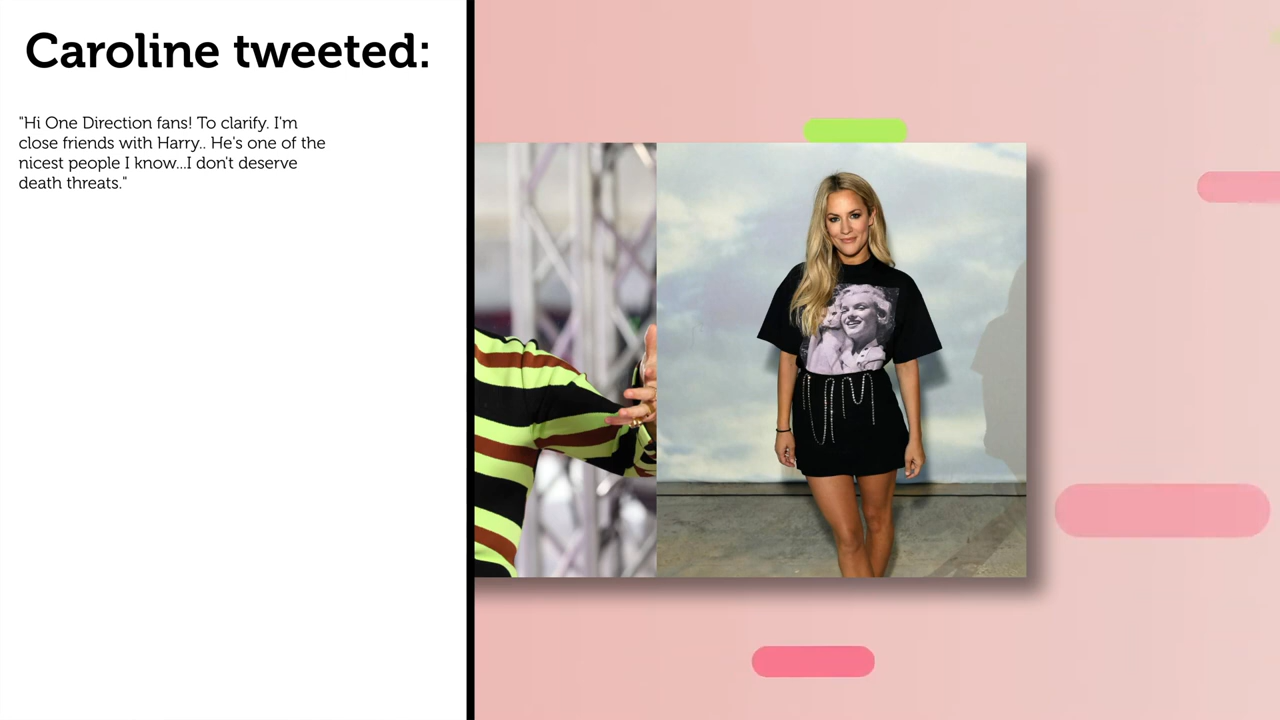 Caroline tweeted:
"Hi One Direction fans! To clarify. I'm
close friends with Harry.. He's one of the
nicest people I know...I don't deserve
death threats."